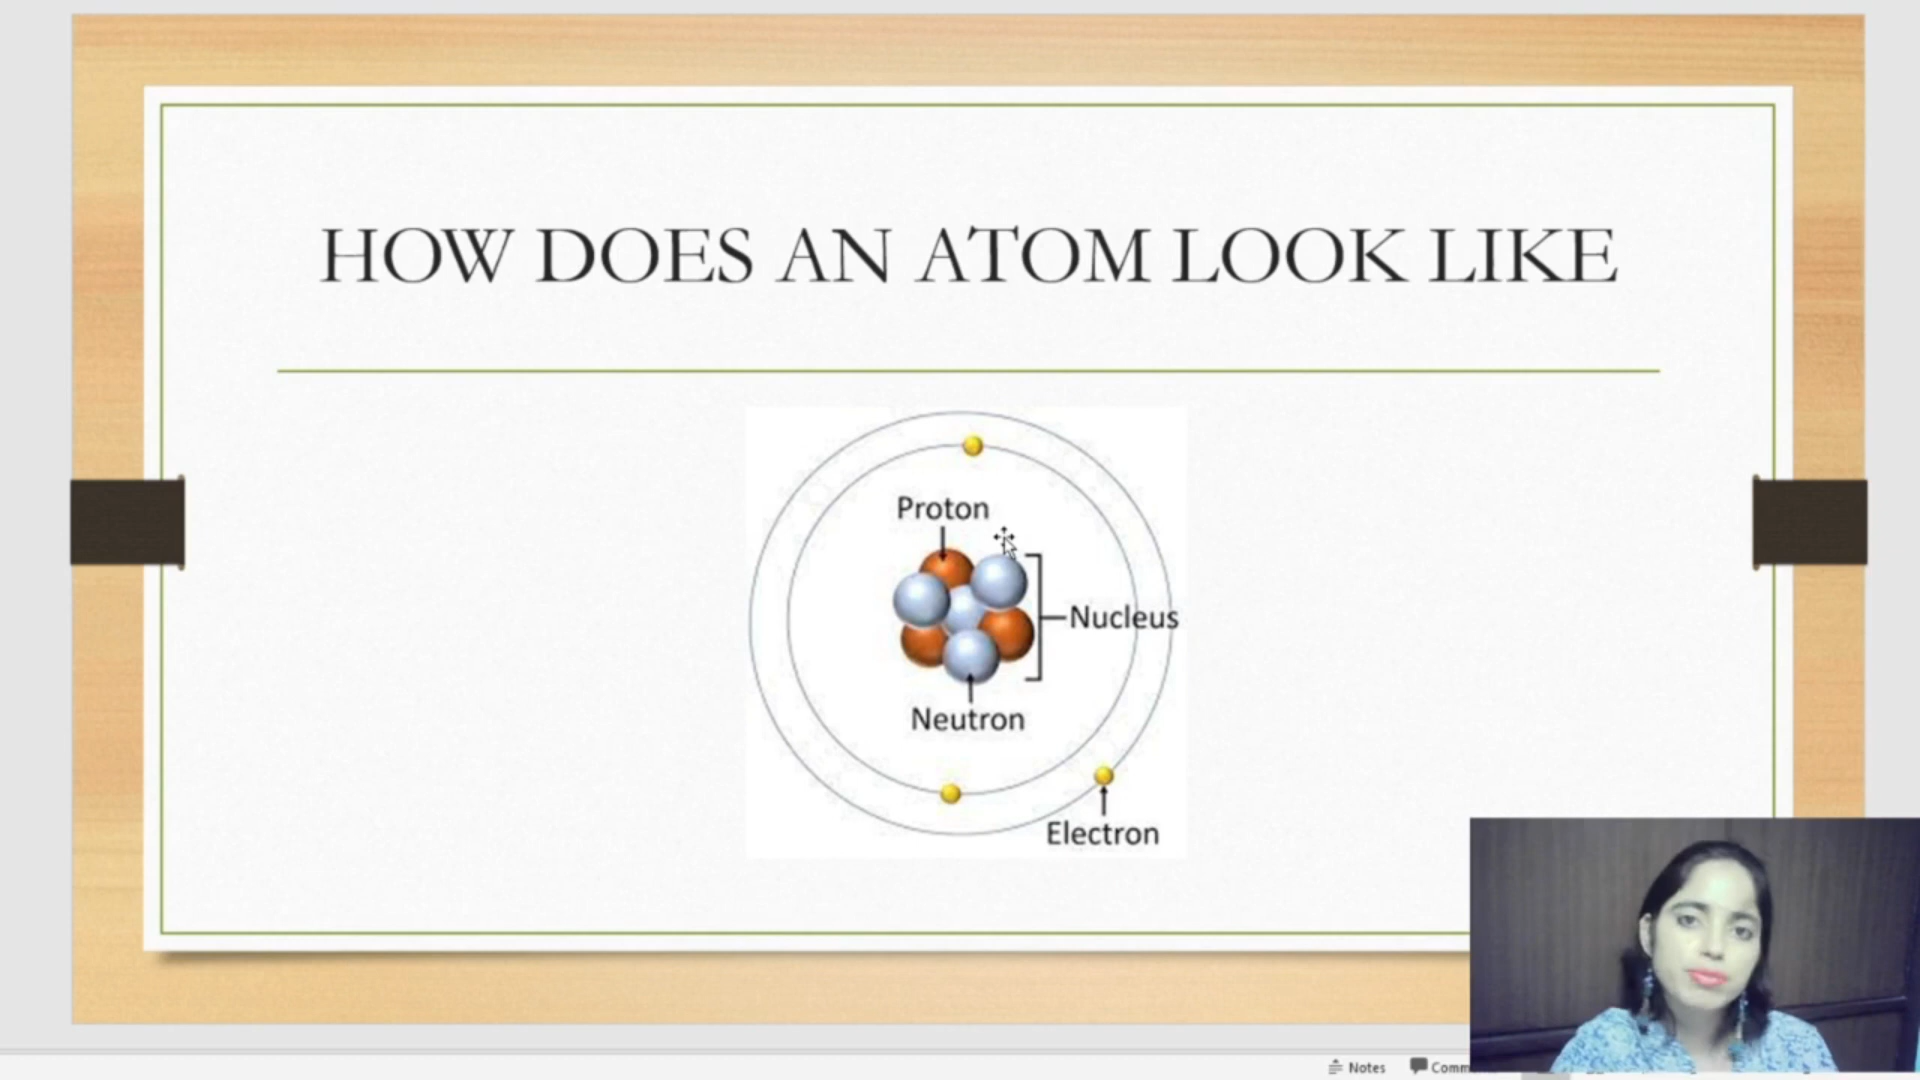 HOW DOES AN ATOM LOOK LIKE
Proton
Nucleus
Neutron
Electron
Notes